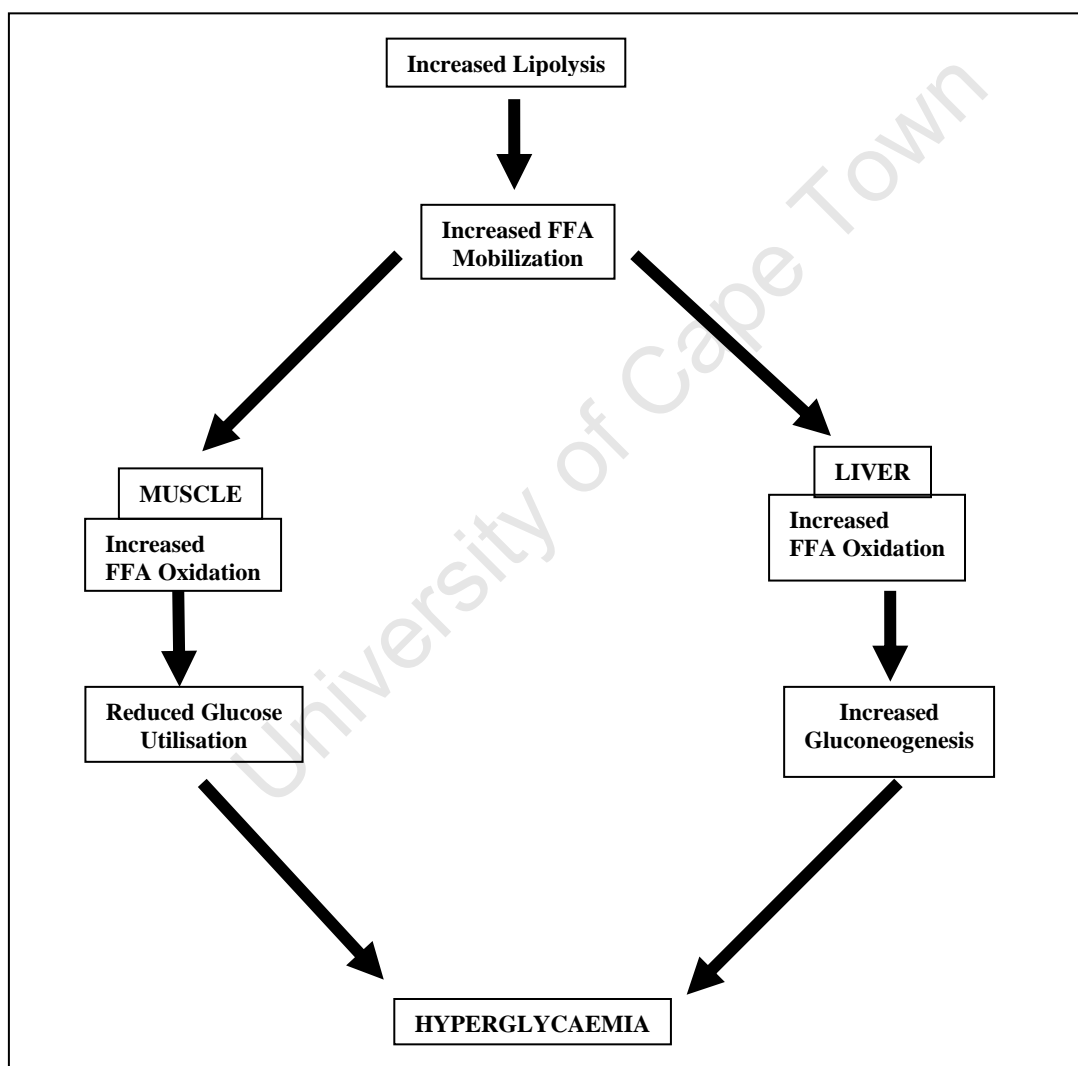 Increased Lipolysis
Increased FFA
Mobilization
MUSCLE
Increased
FFA Oxidation
Reduced Glucose
Utilisation
LIVER
Increased
FFA Oxidation
Increased
Gluconeogenesis
HYPERGLYCAEMIA
University of Cape Town